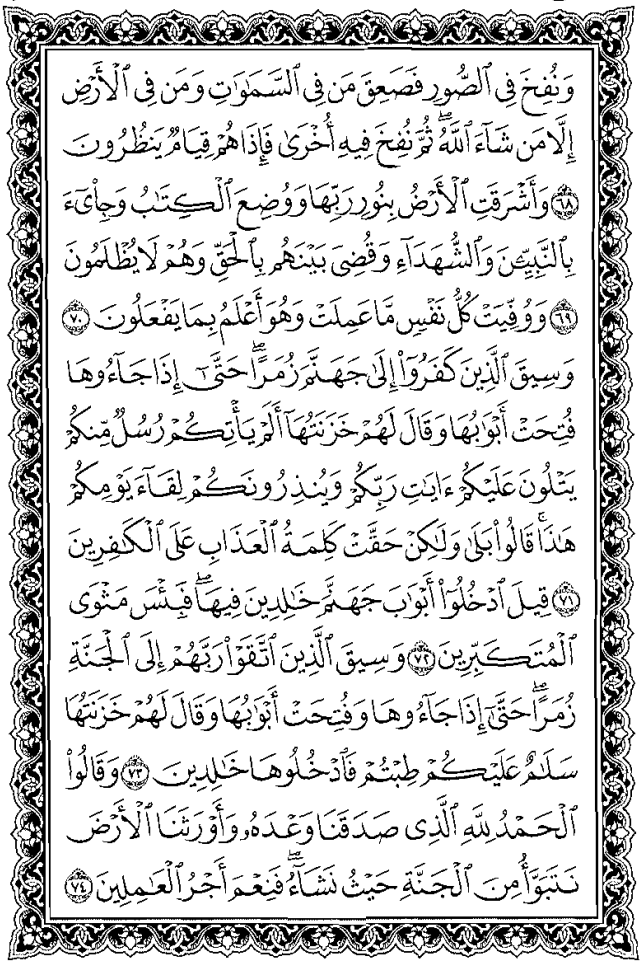 وَنُفِخَ فِى ٱلصُّورِ فَصَعِقَ مَن فِى ٱلسَّمَٰوَٰتِ وَمَن فِى ٱلْأَرْضِ
إِلَّا مَن شَآءَ ٱللَّهُ ۖ ثُمَّ نُفِخَ فِيهِ أُخْرَىٰ فَإِذَا هُمْ قِيَامٌ يَنظُرُونَ
٦٨ وَأَشْرَقَتِ ٱلْأَرْضُ بِنُورِ رَبِّهَا وَوُضِعَ ٱلْكِتَٰبُ وَجِا۟ىٓءَ
بِٱلنَّبِيِّۦنَ وَٱلشُّهَدَآءِ وَقُضِىَ بَيْنَهُم بِٱلْحَقِّ وَهُمْ لَا يُظْلَمُونَ
٦٩ وَوُفِّيَتْ كُلُّ نَفْسٍ مَّا عَمِلَتْ وَهُوَ أَعْلَمُ بِمَا يَفْعَلُونَ ٧٠
وَسِيقَ ٱلَّذِينَ كَفَرُوٓا۟ إِلَىٰ جَهَنَّمَ زُمَرًا ۖ حَتَّىٰٓ إِذَا جَآءُوهَا
فُتِحَتْ أَبْوَٰبُهَا وَقَالَ لَهُمْ خَزَنَتُهَآ أَلَمْ يَأْتِكُمْ رُسُلٌ مِّنكُمْ
يَتْلُونَ عَلَيْكُمْ ءَايَٰتِ رَبِّكُمْ وَيُنذِرُونَكُمْ لِقَآءَ يَوْمِكُمْ
هَٰذَا ۚ قَالُوا۟ بَلَىٰ وَلَٰكِنْ حَقَّتْ كَلِمَةُ ٱلْعَذَابِ عَلَى ٱلْكَٰفِرِينَ
٧١ قِيلَ ٱدْخُلُوٓا۟ أَبْوَٰبَ جَهَنَّمَ خَٰلِدِينَ فِيهَا ۖ فَبِئْسَ مَثْوَى
ٱلْمُتَكَبِّرِينَ ٧٢ وَسِيقَ ٱلَّذِينَ ٱتَّقَوْا۟ رَبَّهُمْ إِلَى ٱلْجَنَّةِ
زُمَرًا ۖ حَتَّىٰٓ إِذَا جَآءُوهَا وَفُتِحَتْ أَبْوَٰبُهَا وَقَالَ لَهُمْ خَزَنَتُهَا
سَلَٰمٌ عَلَيْكُمْ طِبْتُمْ فَٱدْخُلُوهَا خَٰلِدِينَ ٧٣ وَقَالُوا۟
ٱلْحَمْدُ لِلَّهِ ٱلَّذِى صَدَقَنَا وَعْدَهُۥ وَأَوْرَثَنَا ٱلْأَرْضَ
نَتَبَوَّأُ مِنَ ٱلْجَنَّةِ حَيْثُ نَشَآءُ ۖ فَنِعْمَ أَجْرُ ٱلْعَٰمِلِينَ ٧٤